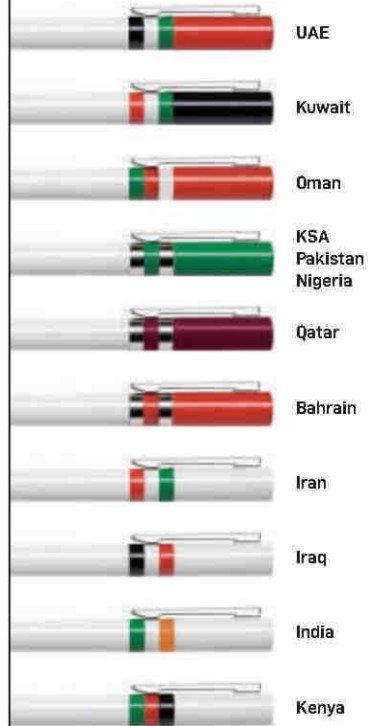 UAE
Kuwait
Oman
KSA
Pakistan
Nigeria
Qatar
Bahrain
Iran
Iraq
India
Kenya